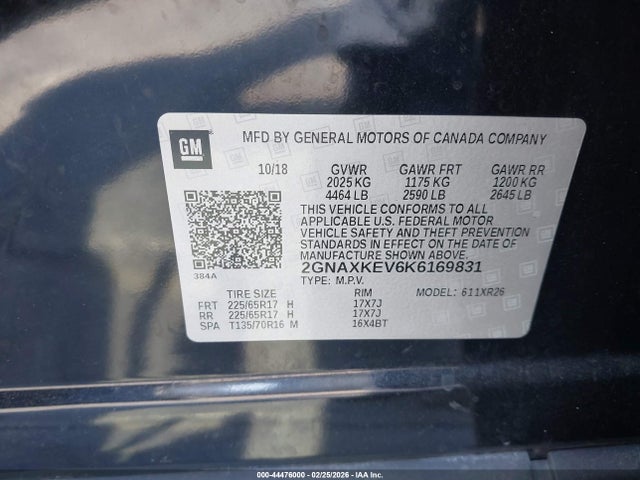 GM
MFD BY GENERAL MOTORS OF CANADA COMPANY
10/18 GVWR GAWR FRT GAWR RR
2025 KG 1175 KG 1200 KG
4464 LB 2590 LB 2645 LB
THIS VEHICLE CONFORMS TO ALL
APPLICABLE U.S. FEDERAL MOTOR
VEHICLE SAFETY AND THEFT PREVENTION
STANDARDS IN EFFECT ON THE DATE OF
MANUFACTURE SHOWN ABOVE.
384A 2GNAXKEV6K6169831
TYPE: M.P.V. MODEL: 611XR26
TIRE SIZE RIM
FRT 225/65R17 H 17X7J
RR 225/65R17 H 17X7J
SPA T135/70R16 M 16X4BT
000-44476000 - 02/25/2026 - IAA Inc.